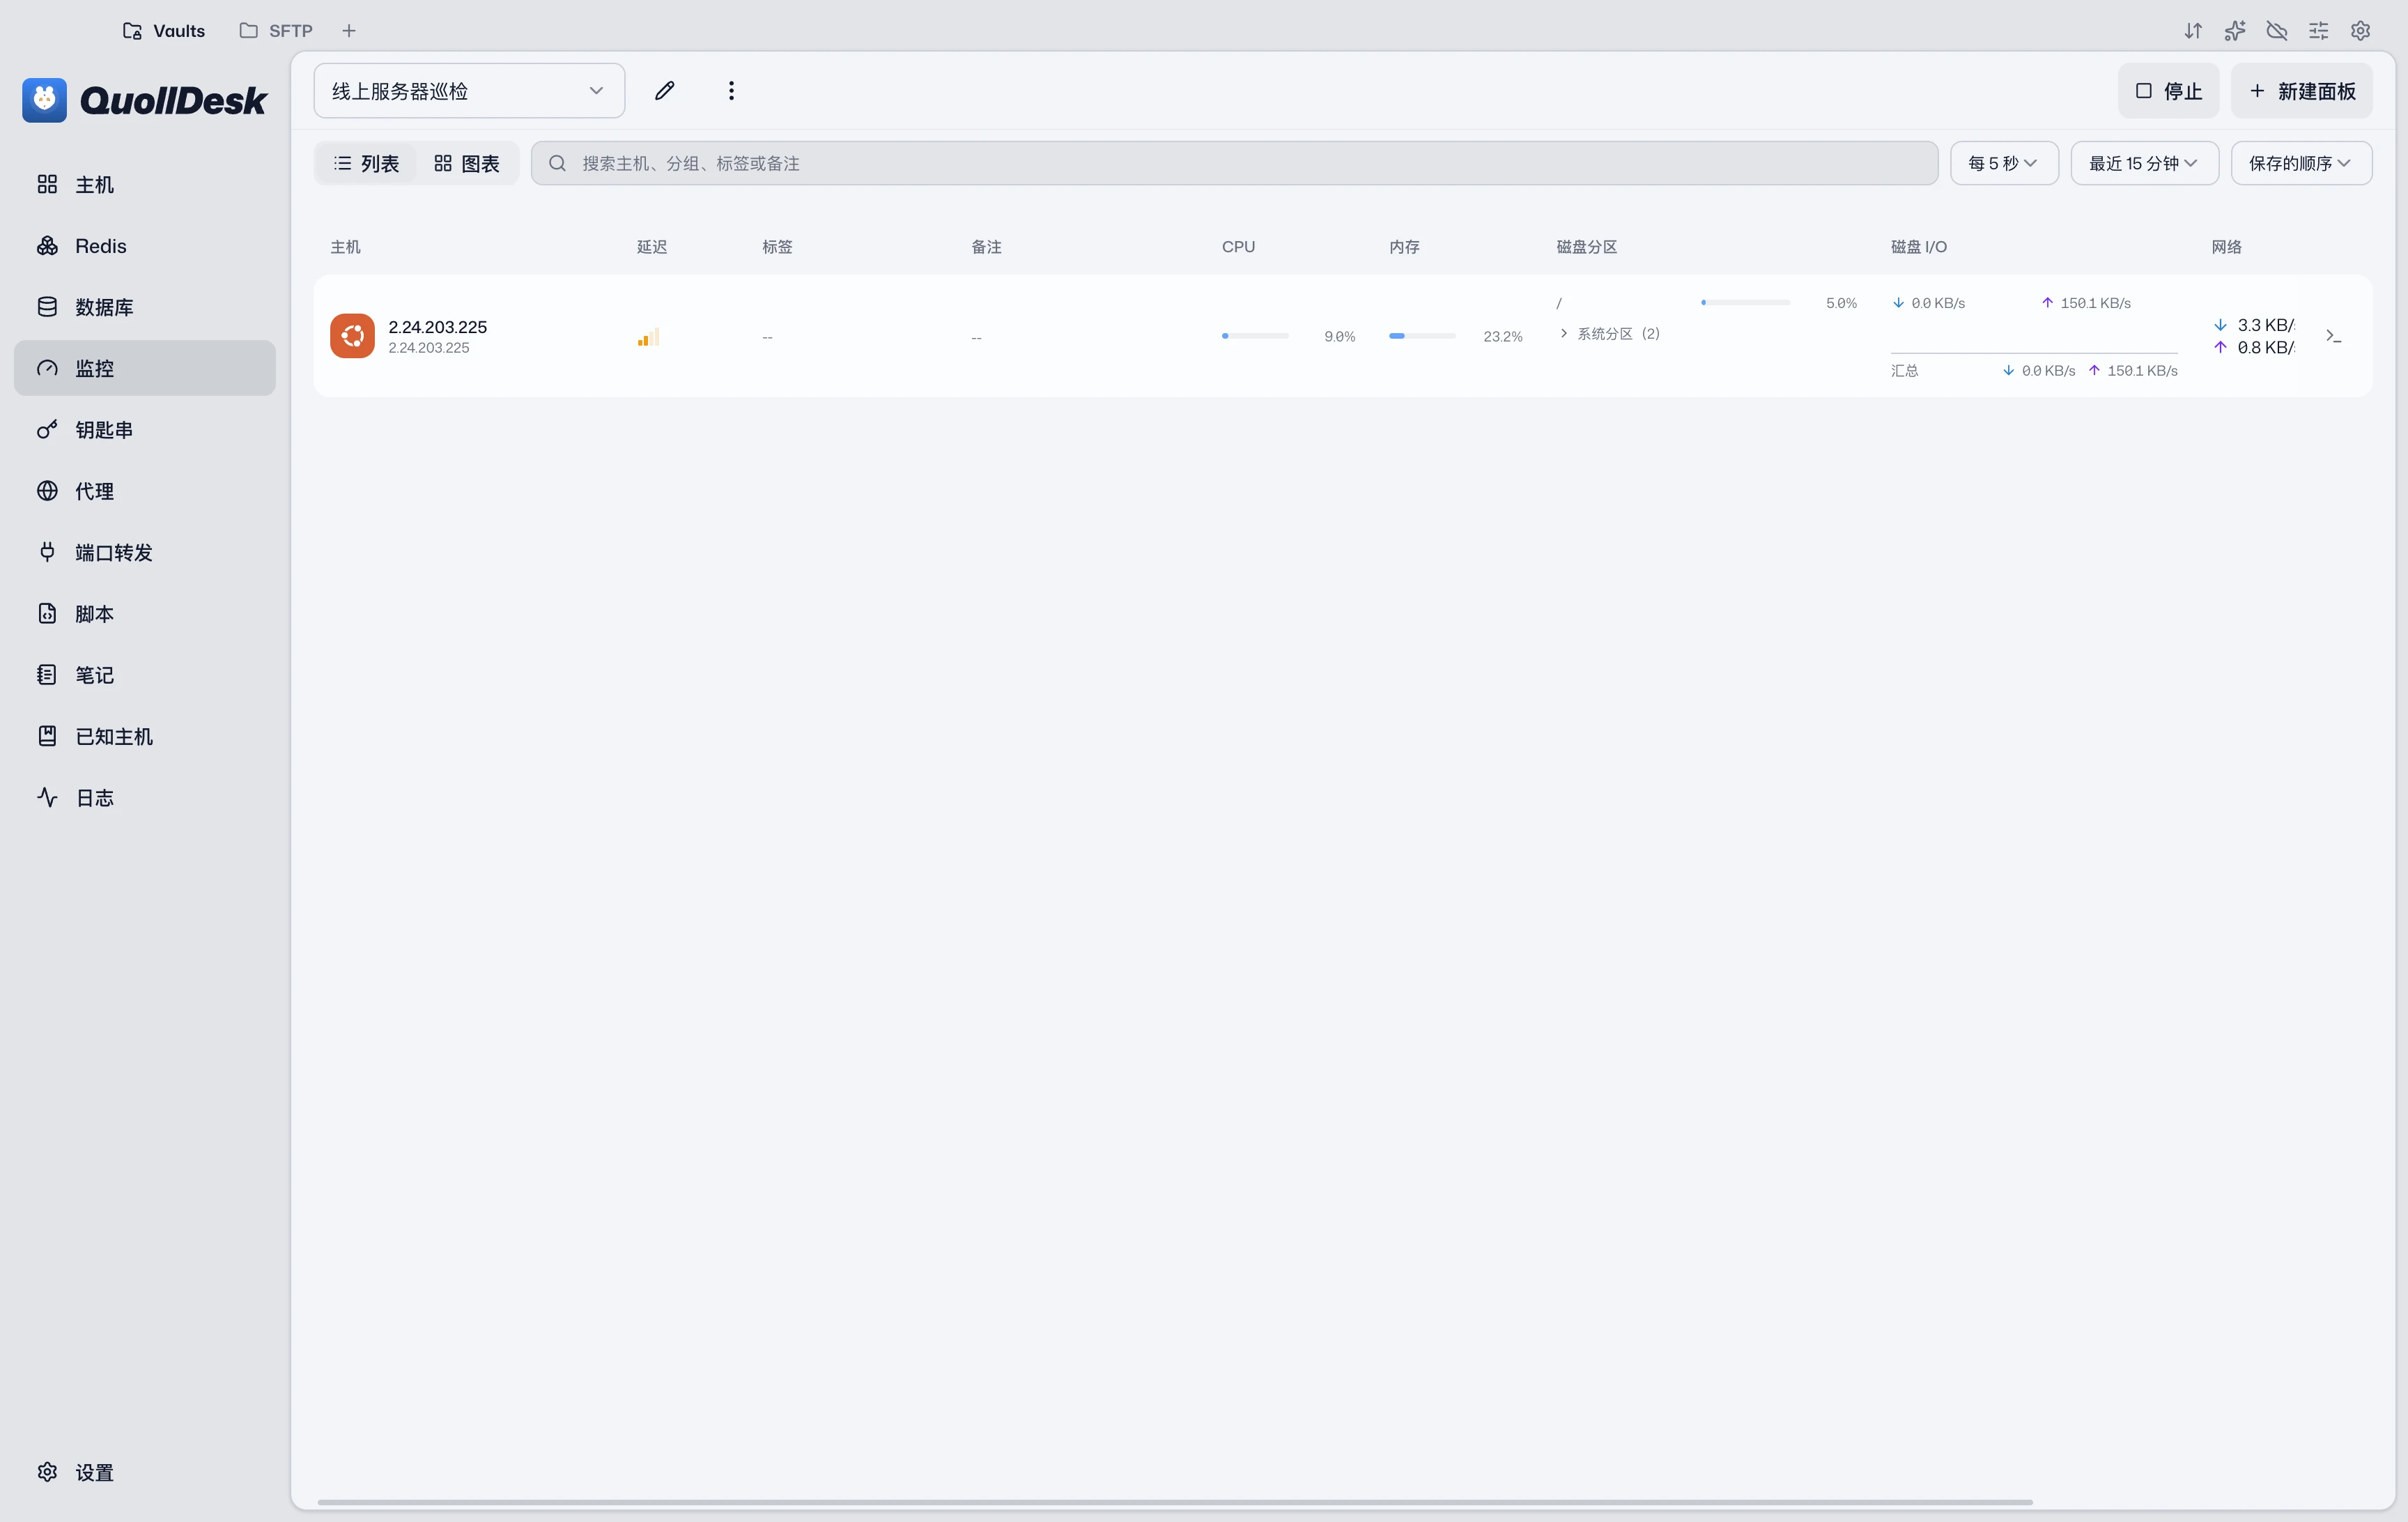 Vaults
SFTP
QuollDesk
线上服务器巡检
停止
新建面板
列表
图表
搜索主机、分组、标签或备注
每 5 秒
最近 15 分钟
保存的顺序
主机
Redis
数据库
监控
钥匙串
代理
端口转发
脚本
笔记
已知主机
日志
设置
主机 延迟 标签 备注 CPU 内存 磁盘分区 磁盘 I/O 网络
2.24.203.225
2.24.203.225
--
--
9.0%
23.2%
/ 5.0%
系统分区 (2)
0.0 KB/s 150.1 KB/s
汇总 0.0 KB/s 150.1 KB/s
3.3 KB/
0.8 KB/